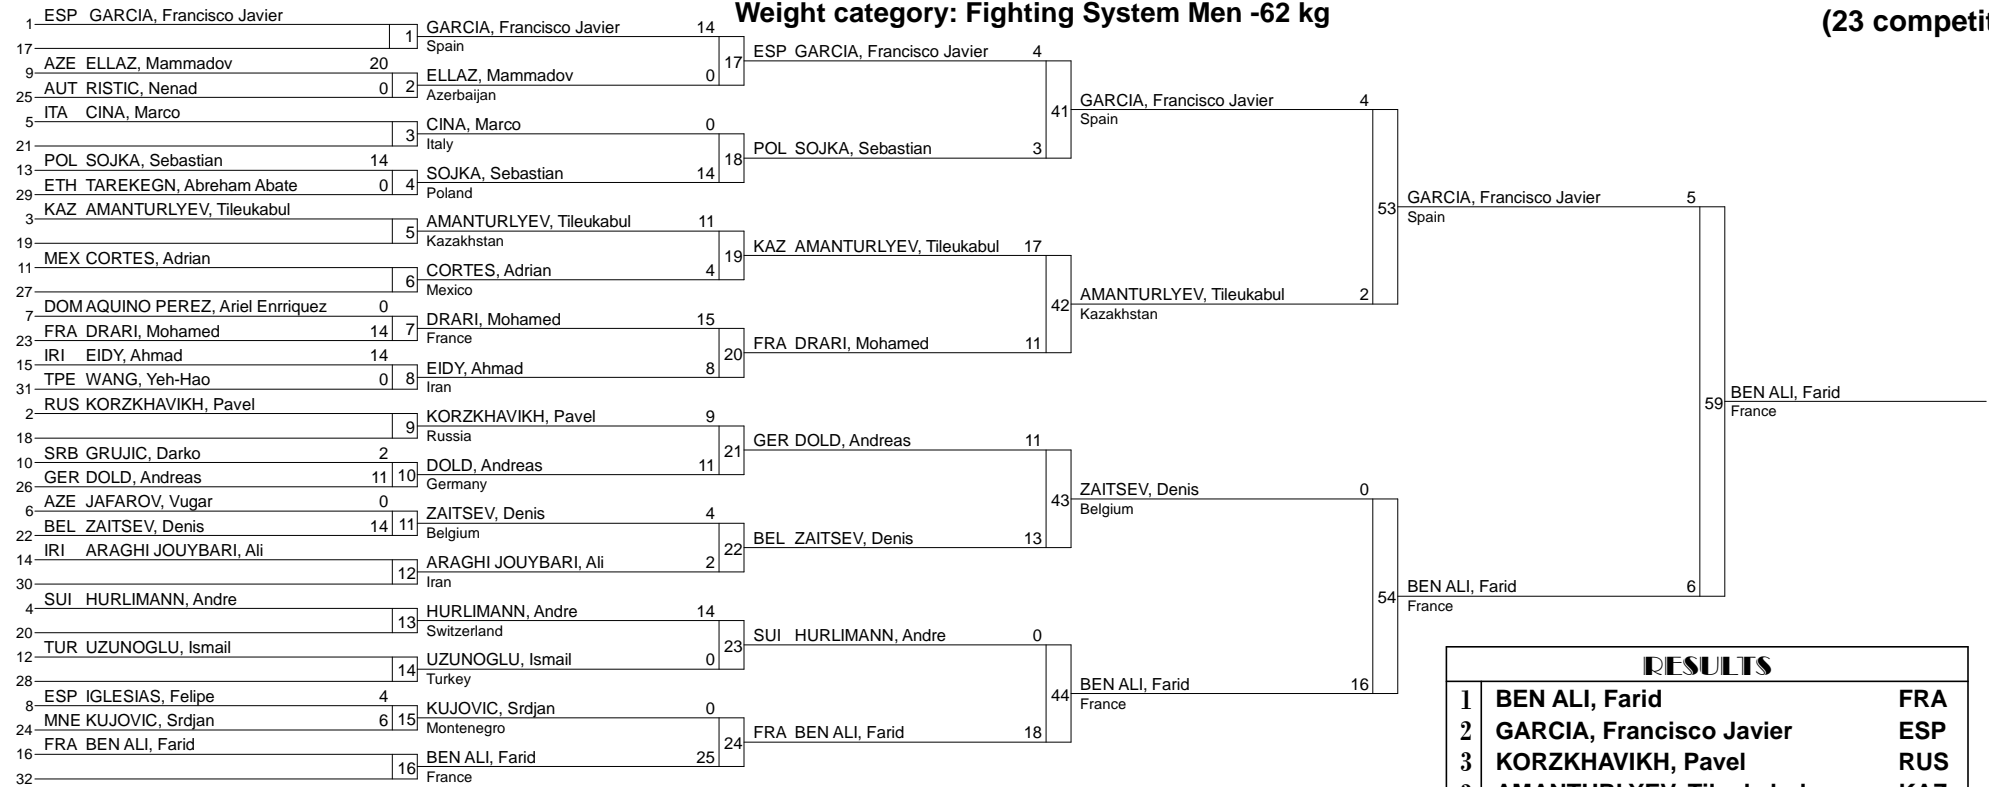 Weight category: Fighting System Men -62 kg
(23 competit
1 ESP GARCIA, Francisco Javier
17
1
9 AZE ELLAZ, Mammadov 20
25 AUT RISTIC, Nenad 0
2
5 ITA CINA, Marco
21
3
13 POL SOJKA, Sebastian 14
29 ETH TAREKEGN, Abreham Abate 0
4
3 KAZ AMANTURLYEV, Tileukabul
19
5
11 MEX CORTES, Adrian
27
6
7 DOM AQUINO PEREZ, Ariel Enrriquez 0
23 FRA DRARI, Mohamed 14
7
15 IRI EIDY, Ahmad 14
31 TPE WANG, Yeh-Hao 0
8
2 RUS KORZKHAVIKH, Pavel
18
9
10 SRB GRUJIC, Darko 2
26 GER DOLD, Andreas 11
10
6 AZE JAFAROV, Vugar 0
22 BEL ZAITSEV, Denis 14
11
14 IRI ARAGHI JOUYBARI, Ali
30
12
4 SUI HURLIMANN, Andre
20
13
12 TUR UZUNOGLU, Ismail
28
14
8 ESP IGLESIAS, Felipe 4
24 MNE KUJOVIC, Srdjan 6
15
16 FRA BEN ALI, Farid
32
16
GARCIA, Francisco Javier 14
Spain
17
ELLAZ, Mammadov 0
Azerbaijan
CINA, Marco 0
Italy
18
SOJKA, Sebastian 14
Poland
AMANTURLYEV, Tileukabul 11
Kazakhstan
19
CORTES, Adrian 4
Mexico
DRARI, Mohamed 15
France
20
EIDY, Ahmad 8
Iran
KORZKHAVIKH, Pavel 9
Russia
21
DOLD, Andreas 11
Germany
ZAITSEV, Denis 4
Belgium
22
ARAGHI JOUYBARI, Ali 2
Iran
HURLIMANN, Andre 14
Switzerland
23
UZUNOGLU, Ismail 0
Turkey
KUJOVIC, Srdjan 0
Montenegro
24
BEN ALI, Farid 25
France
ESP GARCIA, Francisco Javier 4
41
POL SOJKA, Sebastian 3
KAZ AMANTURLYEV, Tileukabul 17
42
FRA DRARI, Mohamed 11
GER DOLD, Andreas 11
43
BEL ZAITSEV, Denis 13
SUI HURLIMANN, Andre 0
44
FRA BEN ALI, Farid 18
GARCIA, Francisco Javier 4
Spain
53
AMANTURLYEV, Tileukabul 2
Kazakhstan
ZAITSEV, Denis 0
Belgium
54
BEN ALI, Farid 16
France
GARCIA, Francisco Javier 5
Spain
59
BEN ALI, Farid 6
France
BEN ALI, Farid
France
RESULTS
1 BEN ALI, Farid FRA
2 GARCIA, Francisco Javier ESP
3 KORZKHAVIKH, Pavel RUS